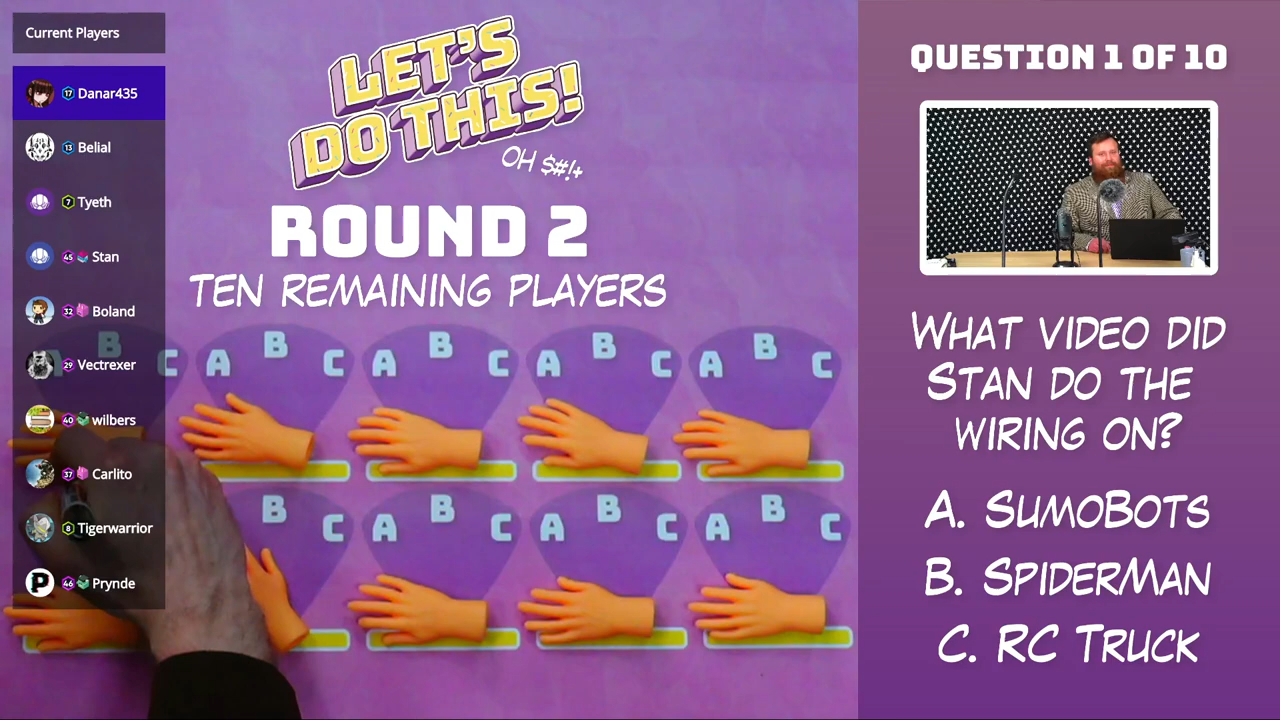 Current Players
17 Danar435
13 Belial
7 Tyeth
45 Stan
32 Boland
29 Vectrexer
40 wilbers
37 Carlito
8 Tigerwarrior
46 Prynde
LET'S
DO THIS!
OH $#!+
ROUND 2
TEN REMAINING PLAYERS
B C A B C A B C A B C A B C
B C A B C A B C A B C
QUESTION 1 OF 10
WHAT VIDEO DID
STAN DO THE
WIRING ON?
A. SUMOBOTS
B. SPIDERMAN
C. RC TRUCK